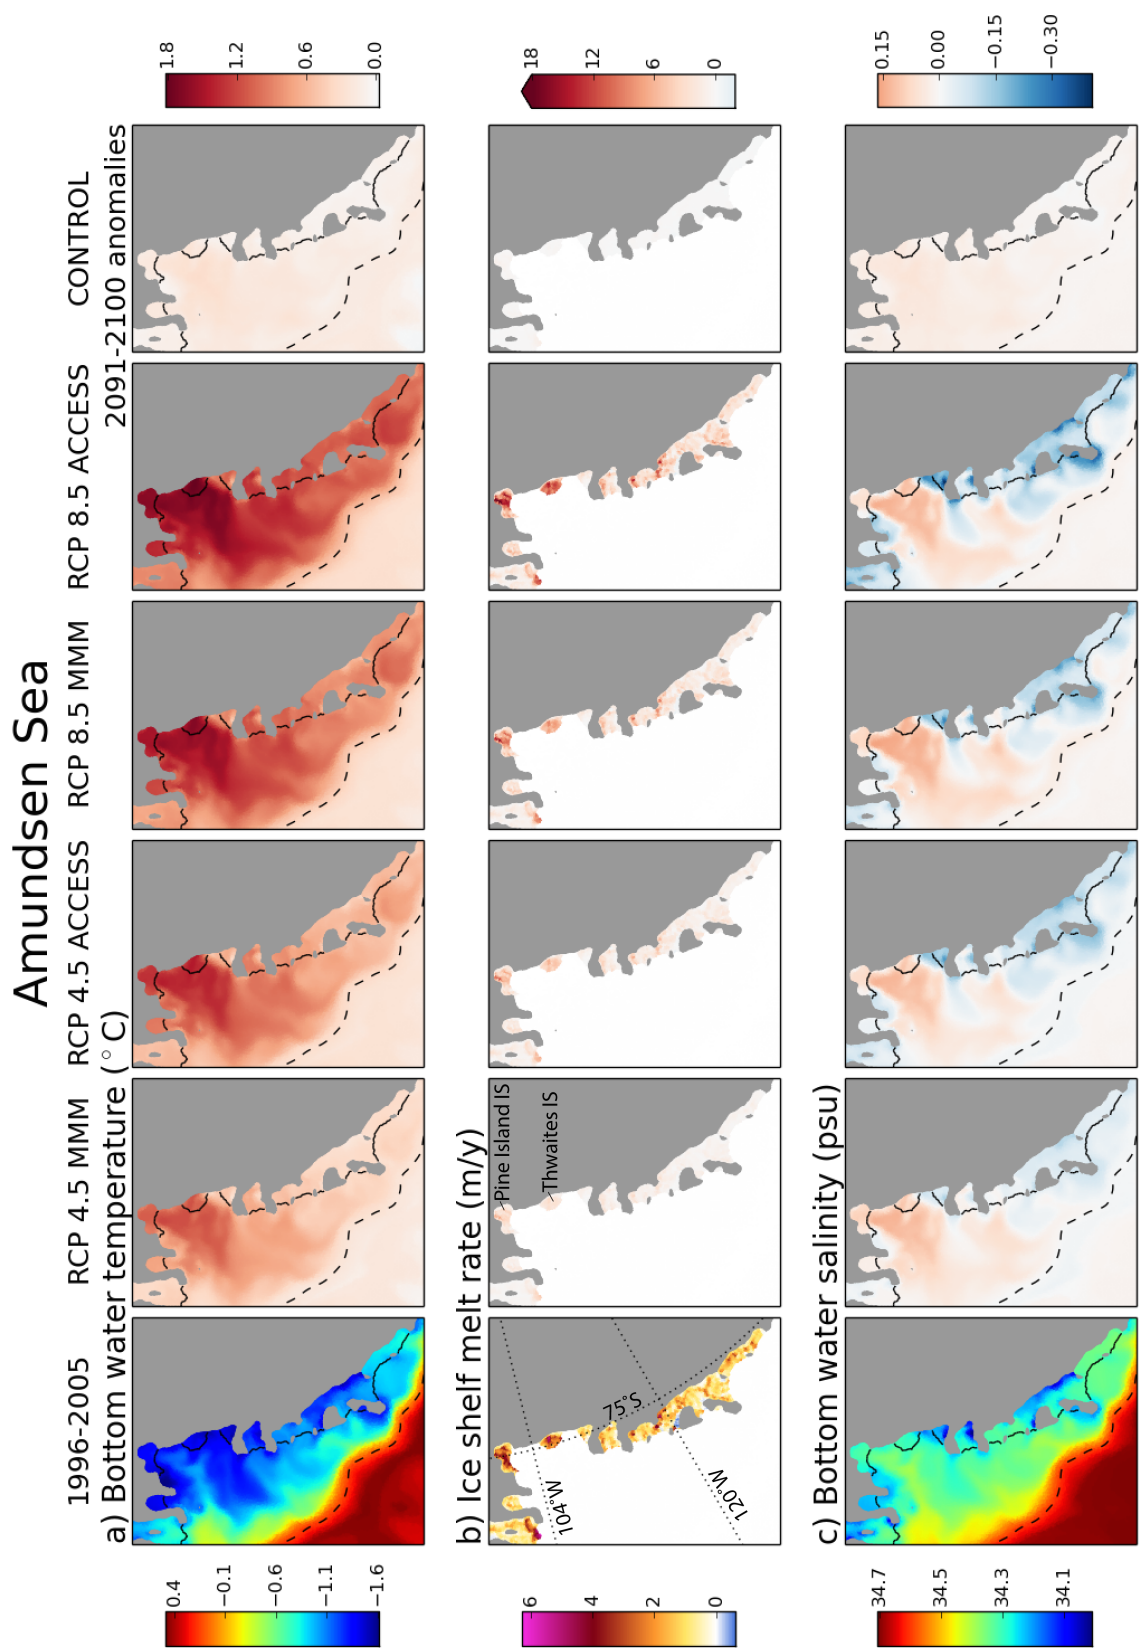 Amundsen Sea
1996-2005 RCP 4.5 MMM RCP 4.5 ACCESS RCP 8.5 MMM RCP 8.5 ACCESS CONTROL
a) Bottom water temperature (°C) 2091-2100 anomalies
0.4
−0.1
−0.6
−1.1
−1.6
1.8
1.2
0.6
0.0
b) Ice shelf melt rate (m/y)
6
4
2
0
104°W
75°S
120°W
Pine Island IS
Thwaites IS
18
12
6
0
c) Bottom water salinity (psu)
34.7
34.5
34.3
34.1
0.15
0.00
−0.15
−0.30